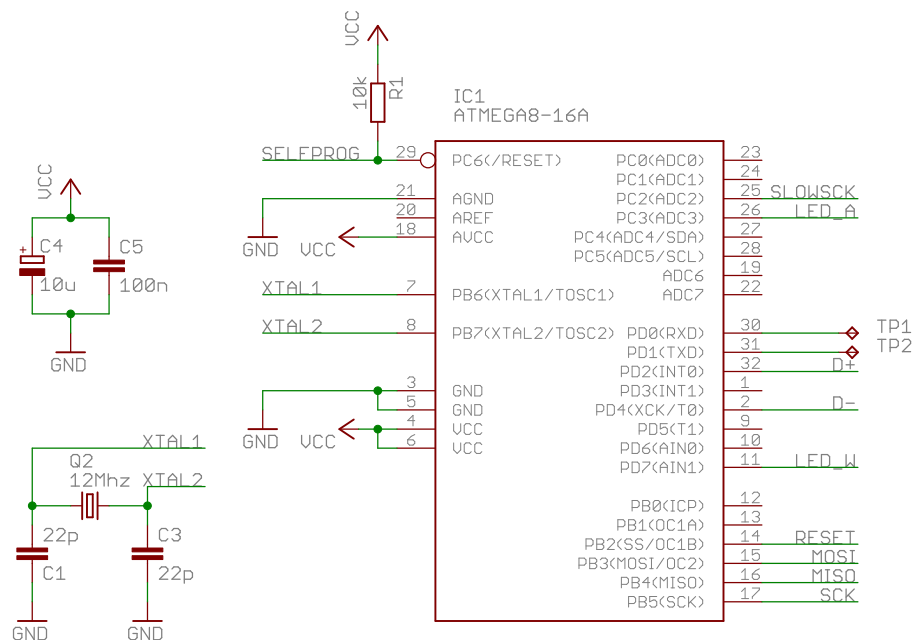 VCC
10k
R1
IC1
ATMEGA8-16A
SELFPROG 29 PC6(/RESET) PC0(ADC0) 23
PC1(ADC1) 24
21 AGND PC2(ADC2) 25 SLOWSCK
20 AREF PC3(ADC3) 26 LED_A
GND VCC 18 AVCC PC4(ADC4/SDA) 27
PC5(ADC5/SCL) 28
ADC6 19
XTAL1 7 PB6(XTAL1/TOSC1) ADC7 22
XTAL2 8 PB7(XTAL2/TOSC2) PD0(RXD) 30 TP1
PD1(TXD) 31 TP2
PD2(INT0) 32 D+
3 GND PD3(INT1) 1
5 GND PD4(XCK/T0) 2 D-
GND VCC 4 VCC PD5(T1) 9
6 VCC PD6(AIN0) 10
PD7(AIN1) 11 LED_W
PB0(ICP) 12
PB1(OC1A) 13
PB2(SS/OC1B) 14 RESET
PB3(MOSI/OC2) 15 MOSI
PB4(MISO) 16 MISO
PB5(SCK) 17 SCK
VCC
+ C4 C5
10u 100n
GND
XTAL1
Q2
12Mhz XTAL2
22p C3
C1 22p
GND GND